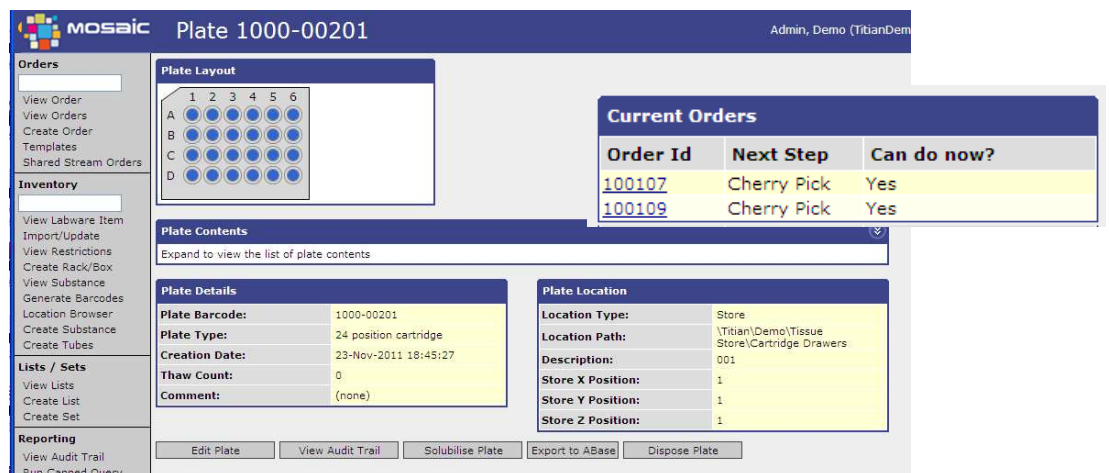 mosaic
Plate 1000-00201
Admin, Demo (TitianDem
Orders
View Order
View Orders
Create Order
Templates
Shared Stream Orders
Inventory
View Labware Item
Import/Update
View Restrictions
Create Rack/Box
View Substance
Generate Barcodes
Location Browser
Create Substance
Create Tubes
Lists / Sets
View Lists
Create List
Create Set
Reporting
View Audit Trail
Run Canned Query
Plate Layout
1 2 3 4 5 6
A
B
C
D
Current Orders
Order Id Next Step Can do now?
100107 Cherry Pick Yes
100109 Cherry Pick Yes
Plate Contents
Expand to view the list of plate contents
Plate Details
Plate Barcode: 1000-00201
Plate Type: 24 position cartridge
Creation Date: 23-Nov-2011 18:45:27
Thaw Count: 0
Comment: (none)
Plate Location
Location Type: Store
Location Path: \Titian\Demo\Tissue
Store\Cartridge Drawers
Description: 001
Store X Position: 1
Store Y Position: 1
Store Z Position: 1
Edit Plate View Audit Trail Solubilise Plate Export to ABase Dispose Plate